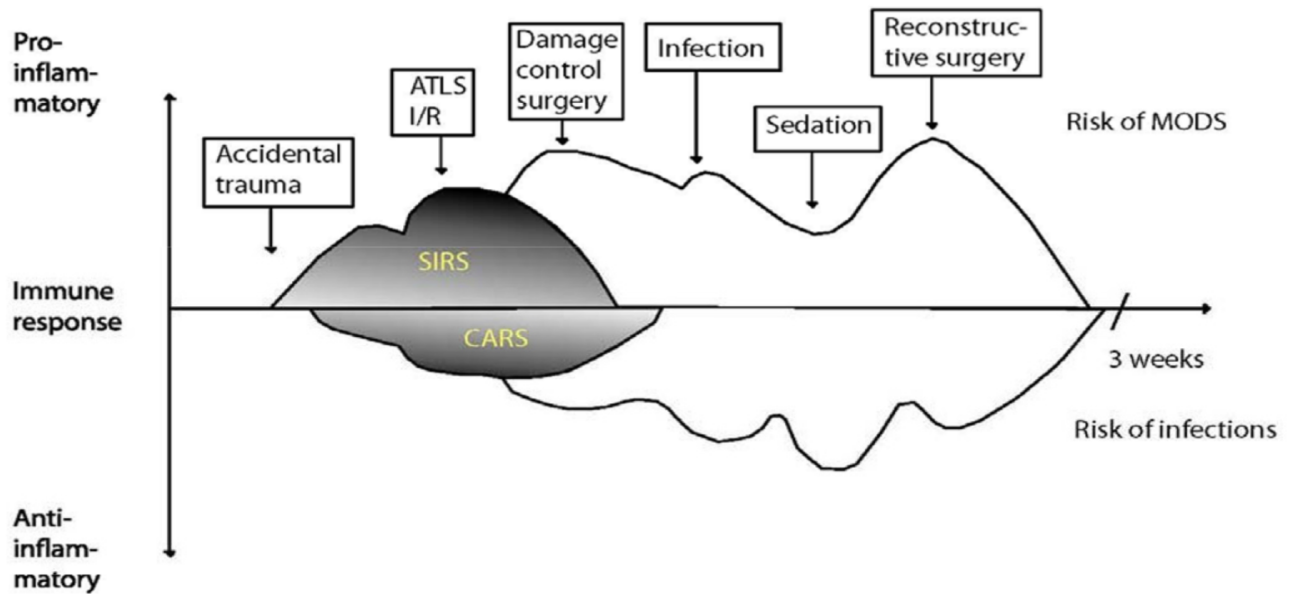 Pro-
inflam-
matory
Accidental
trauma
ATLS
I/R
Damage
control
surgery
Infection
Sedation
Reconstruc-
tive surgery
Risk of MODS
SIRS
Immune
response
CARS
3 weeks
Risk of infections
Anti-
inflam-
matory